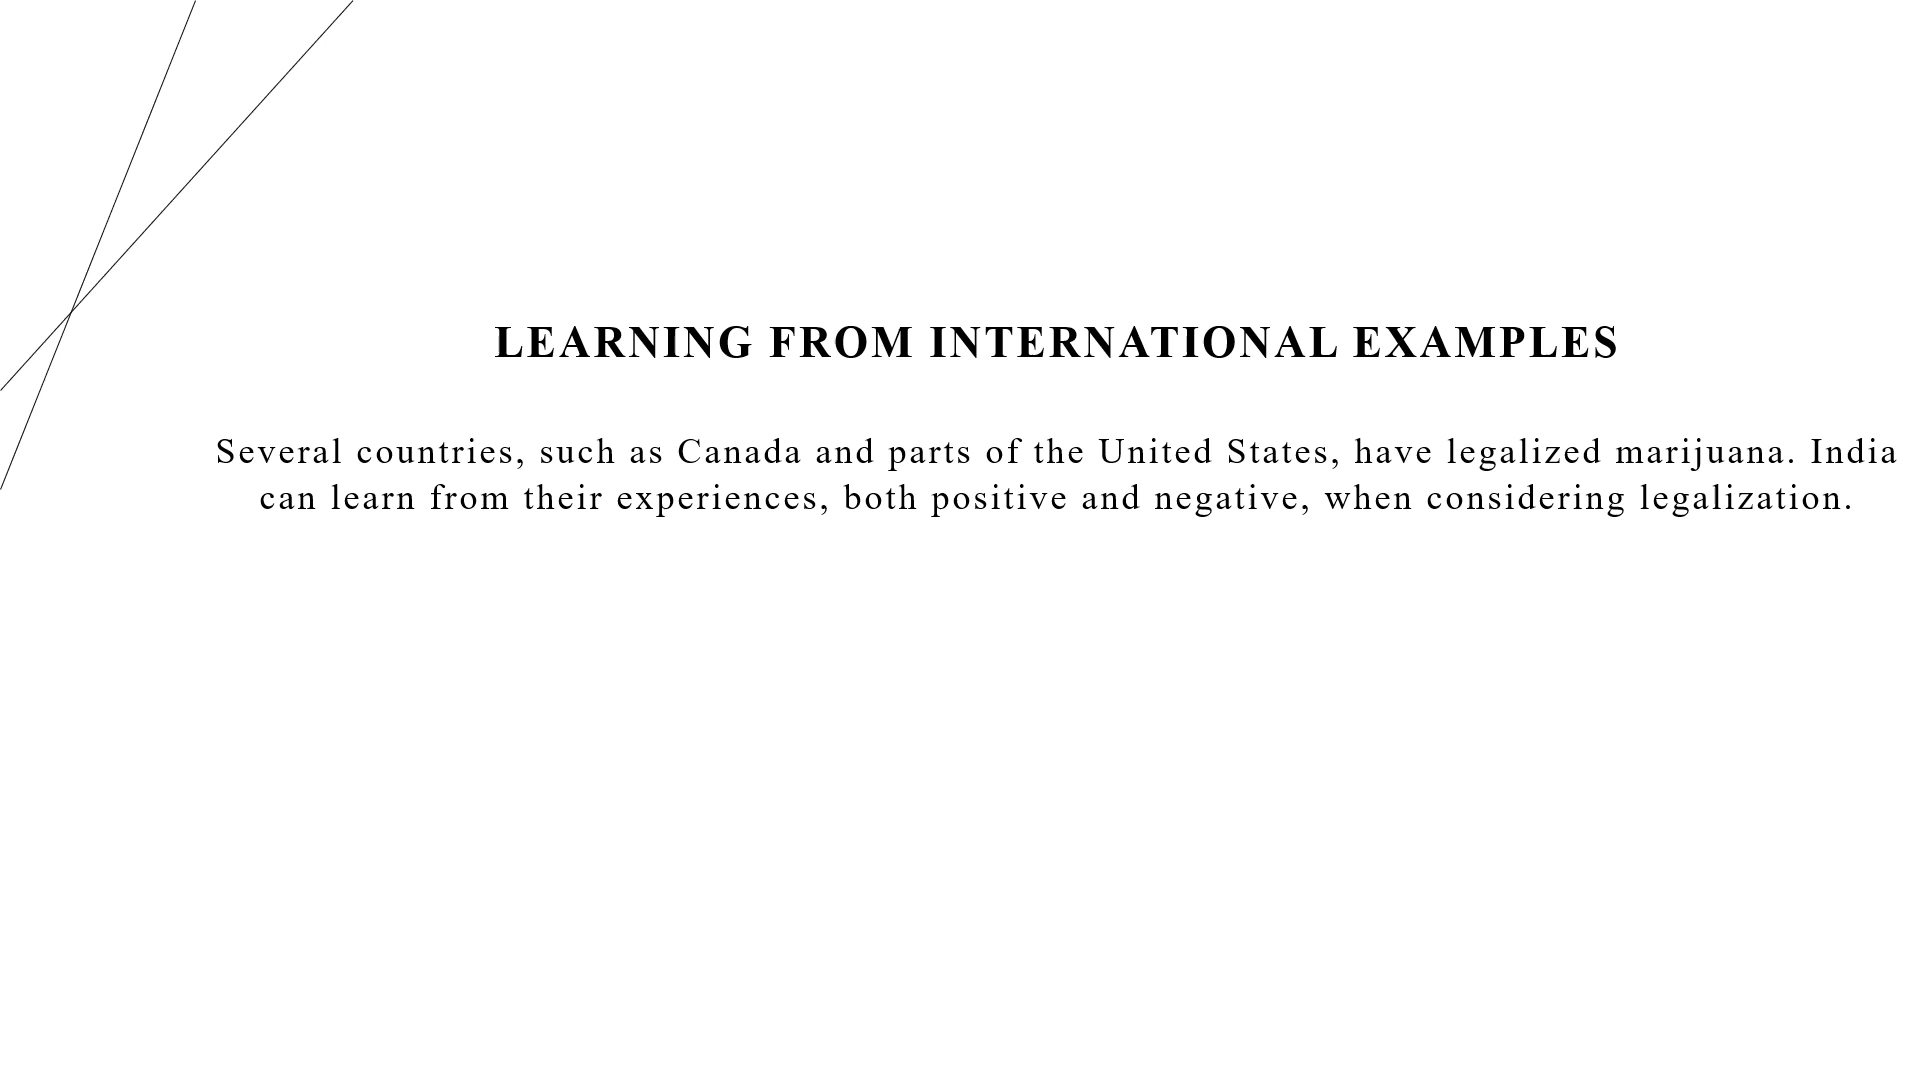 LEARNING FROM INTERNATIONAL EXAMPLES
Several countries, such as Canada and parts of the United States, have legalized marijuana. India
can learn from their experiences, both positive and negative, when considering legalization.